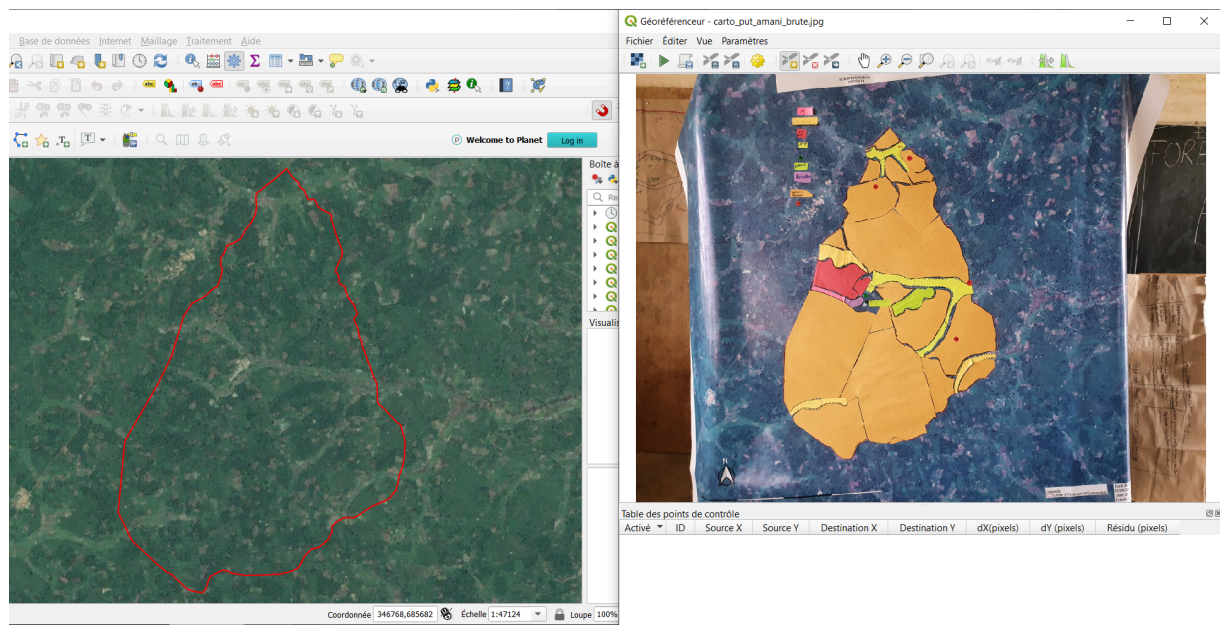 Base de données Internet Maillage Traitement Aide
Welcome to Planet
Log in
Boîte à
Visualis
Coordonnée 346768,685682 Échelle 1:47124 Loupe 100%
Géoréférenceur - carto_put_amani_brute.jpg
Fichier Éditer Vue Paramètres
FORE
N
Table des points de contrôle
Activé ID Source X Source Y Destination X Destination Y dX(pixels) dY (pixels) Résidu (pixels)